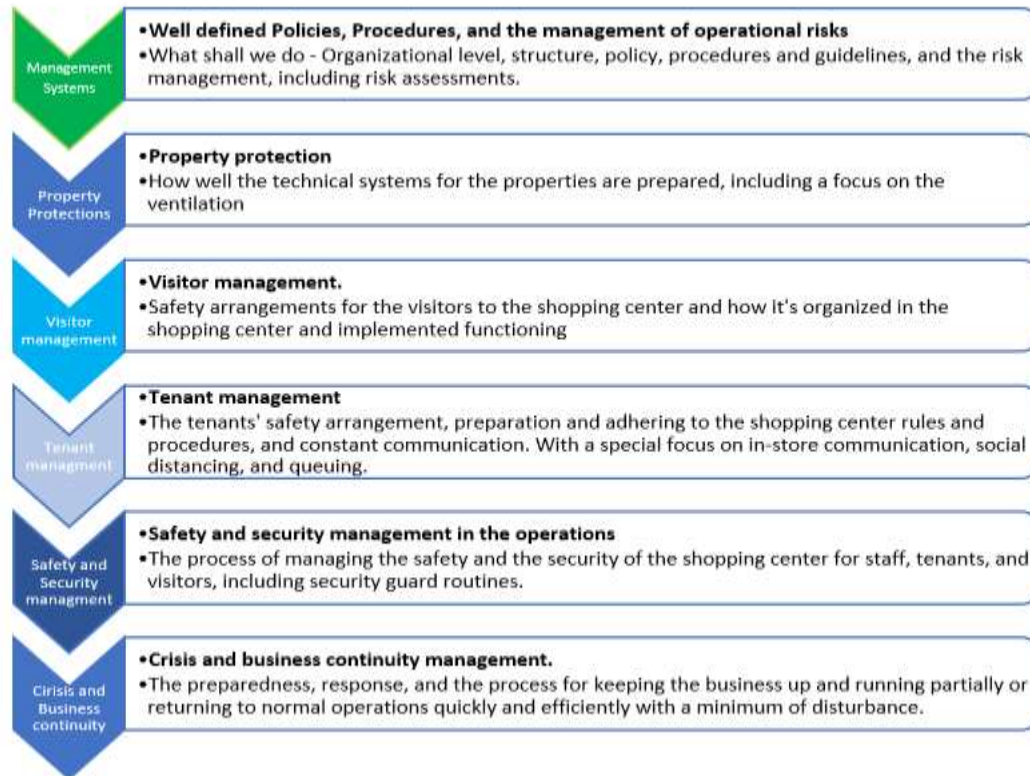 Management
Systems
•Well defined Policies, Procedures, and the management of operational risks
•What shall we do - Organizational level, structure, policy, procedures and guidelines, and the risk
management, including risk assessments.
Property
Protections
•Property protection
•How well the technical systems for the properties are prepared, including a focus on the
ventilation
Visitor
management
•Visitor management.
•Safety arrangements for the visitors to the shopping center and how it's organized in the
shopping center and implemented functioning
Tenant
managment
•Tenant management
•The tenants' safety arrangement, preparation and adhering to the shopping center rules and
procedures, and constant communication. With a special focus on in-store communication, social
distancing, and queuing.
Safety and
Security
managment
•Safety and security management in the operations
•The process of managing the safety and the security of the shopping center for staff, tenants, and
visitors, including security guard routines.
Cirisis and
Business
continuity
•Crisis and business continuity management.
•The preparedness, response, and the process for keeping the business up and running partially or
returning to normal operations quickly and efficiently with a minimum of disturbance.